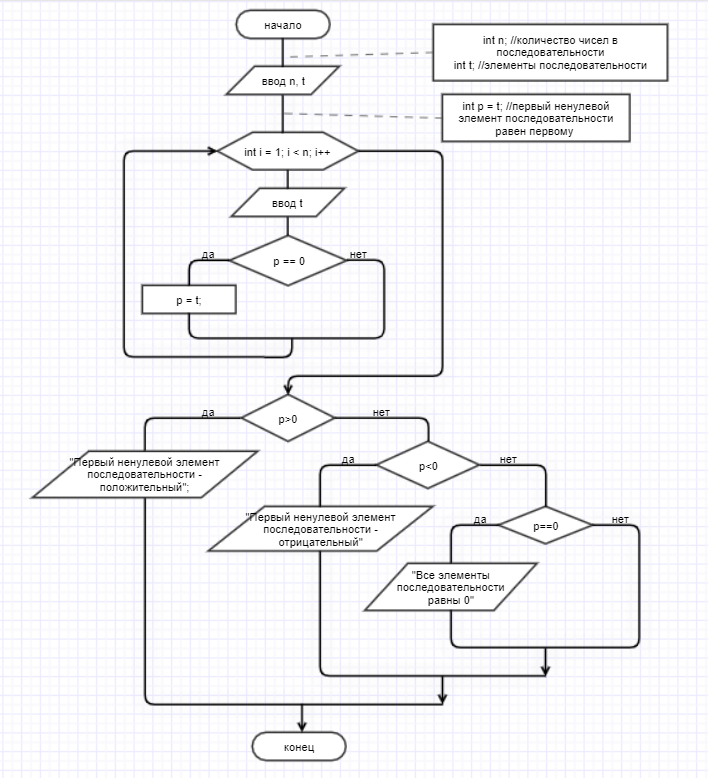 начало
int n; //количество чисел в
последовательности
int t; //элементы последовательности
ввод n, t
int p = t; //первый ненулевой
элемент последовательности
равен первому
int i = 1; i < n; i++
ввод t
да
p == 0
нет
p = t;
да
p>0
нет
"Первый ненулевой элемент
последовательности -
положительный";
да
p<0
нет
"Первый ненулевой элемент
последовательности -
отрицательный"
да
p==0
нет
"Все элементы
последовательности
равны 0"
конец